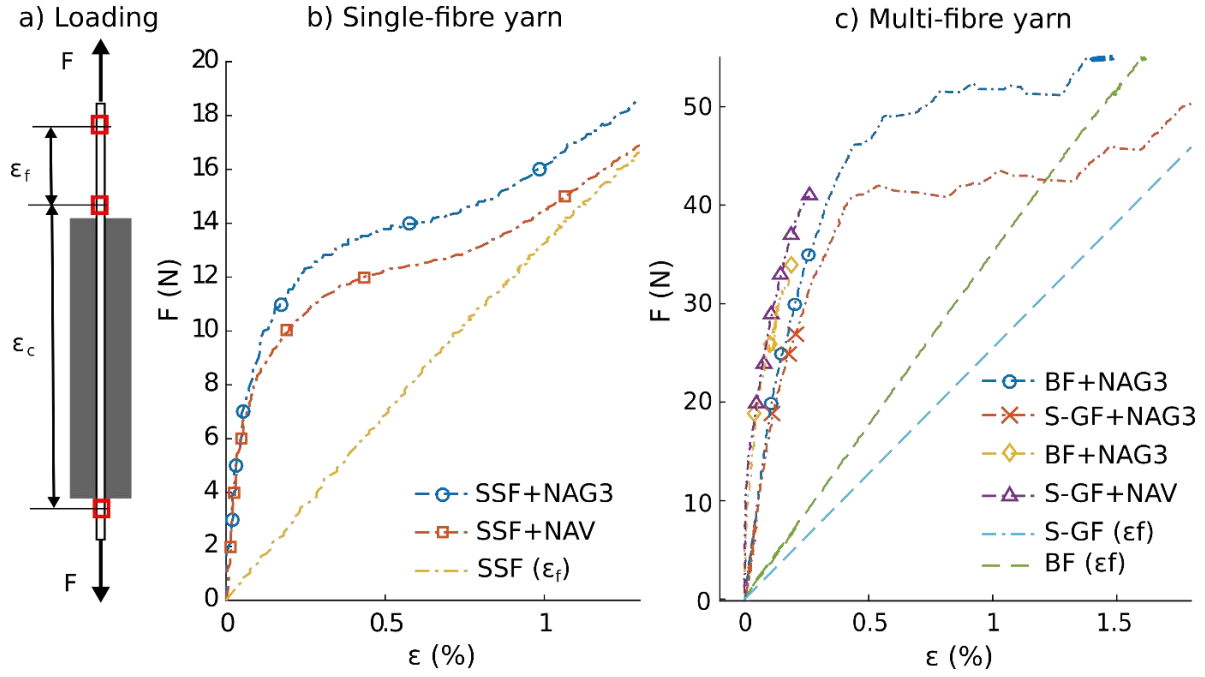 a) Loading
F
εf
εc
F
b) Single-fibre yarn
20
18
16
14
12
10
8
6
4
2
0
F (N)
0
0.5
1
ε (%)
SSF+NAG3
SSF+NAV
SSF (εf)
c) Multi-fibre yarn
50
40
30
20
10
0
F (N)
0
0.5
1
1.5
ε (%)
BF+NAG3
S-GF+NAG3
BF+NAG3
S-GF+NAV
S-GF (εf)
BF (εf)